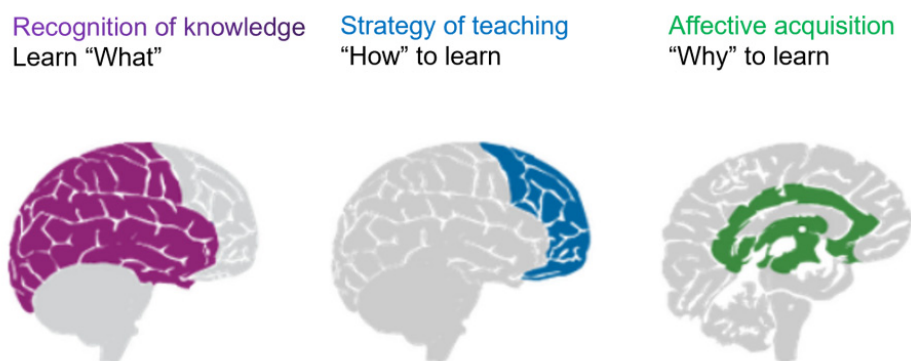 Recognition of knowledge
Learn “What”
Strategy of teaching
“How” to learn
Affective acquisition
“Why” to learn